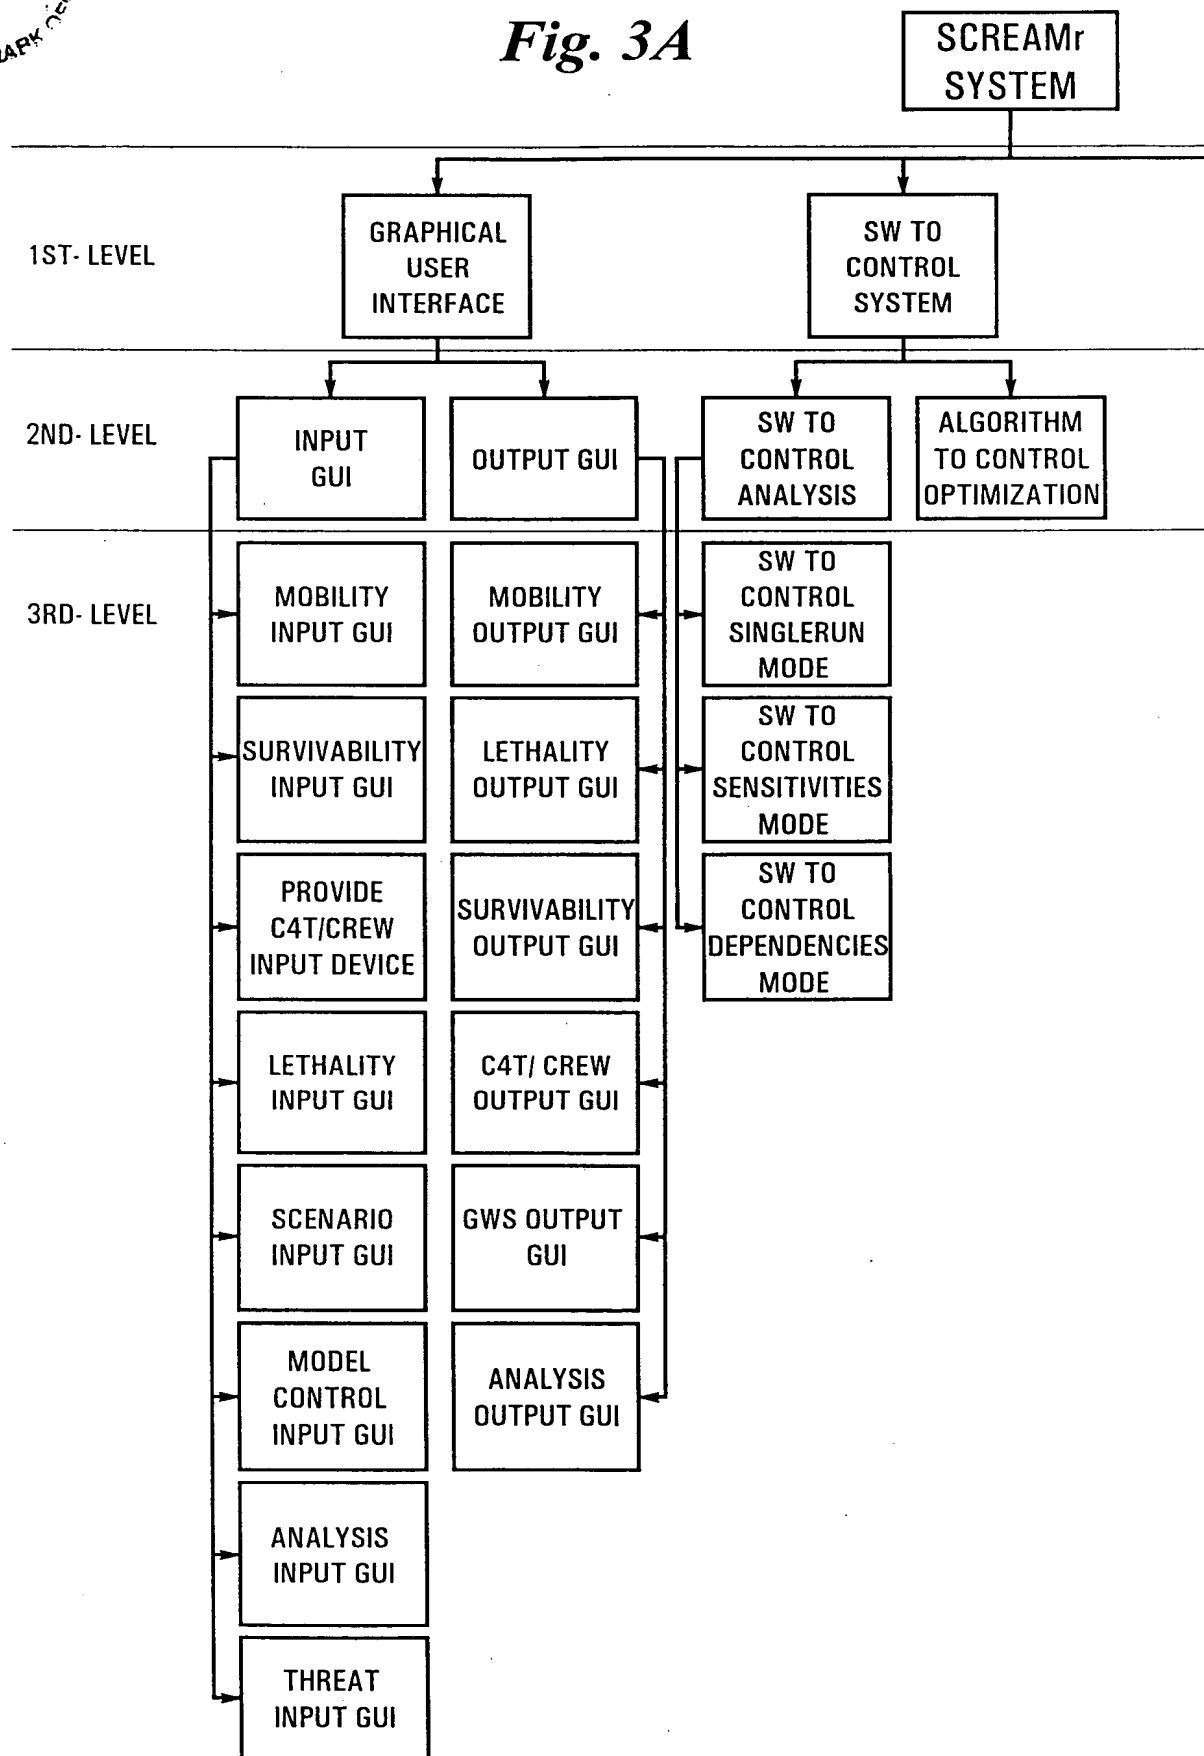 Fig. 3A
SCREAMr
SYSTEM
1ST- LEVEL
GRAPHICAL
USER
INTERFACE
SW TO
CONTROL
SYSTEM
2ND- LEVEL
INPUT
GUI
OUTPUT GUI
SW TO
CONTROL
ANALYSIS
ALGORITHM
TO CONTROL
OPTIMIZATION
3RD- LEVEL
MOBILITY
INPUT GUI
SURVIVABILITY
INPUT GUI
PROVIDE
C4T/CREW
INPUT DEVICE
LETHALITY
INPUT GUI
SCENARIO
INPUT GUI
MODEL
CONTROL
INPUT GUI
ANALYSIS
INPUT GUI
THREAT
INPUT GUI
MOBILITY
OUTPUT GUI
LETHALITY
OUTPUT GUI
SURVIVABILITY
OUTPUT GUI
C4T/ CREW
OUTPUT GUI
GWS OUTPUT
GUI
ANALYSIS
OUTPUT GUI
SW TO
CONTROL
SINGLERUN
MODE
SW TO
CONTROL
SENSITIVITIES
MODE
SW TO
CONTROL
DEPENDENCIES
MODE